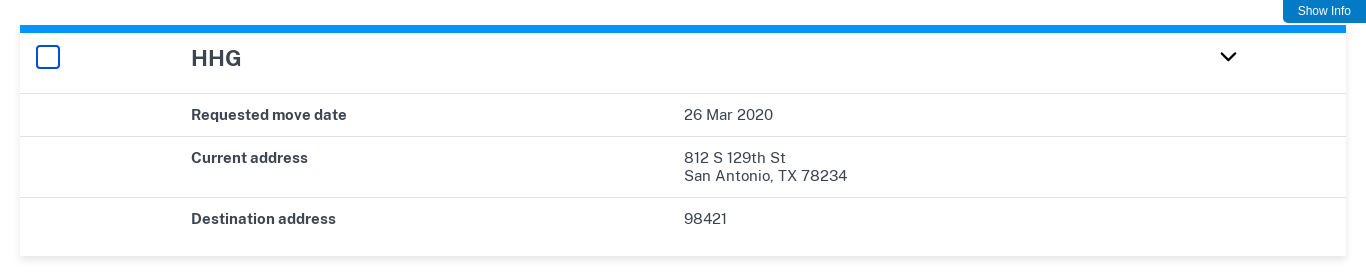 Show Info
HHG
Requested move date 26 Mar 2020
Current address 812 S 129th St
San Antonio, TX 78234
Destination address 98421